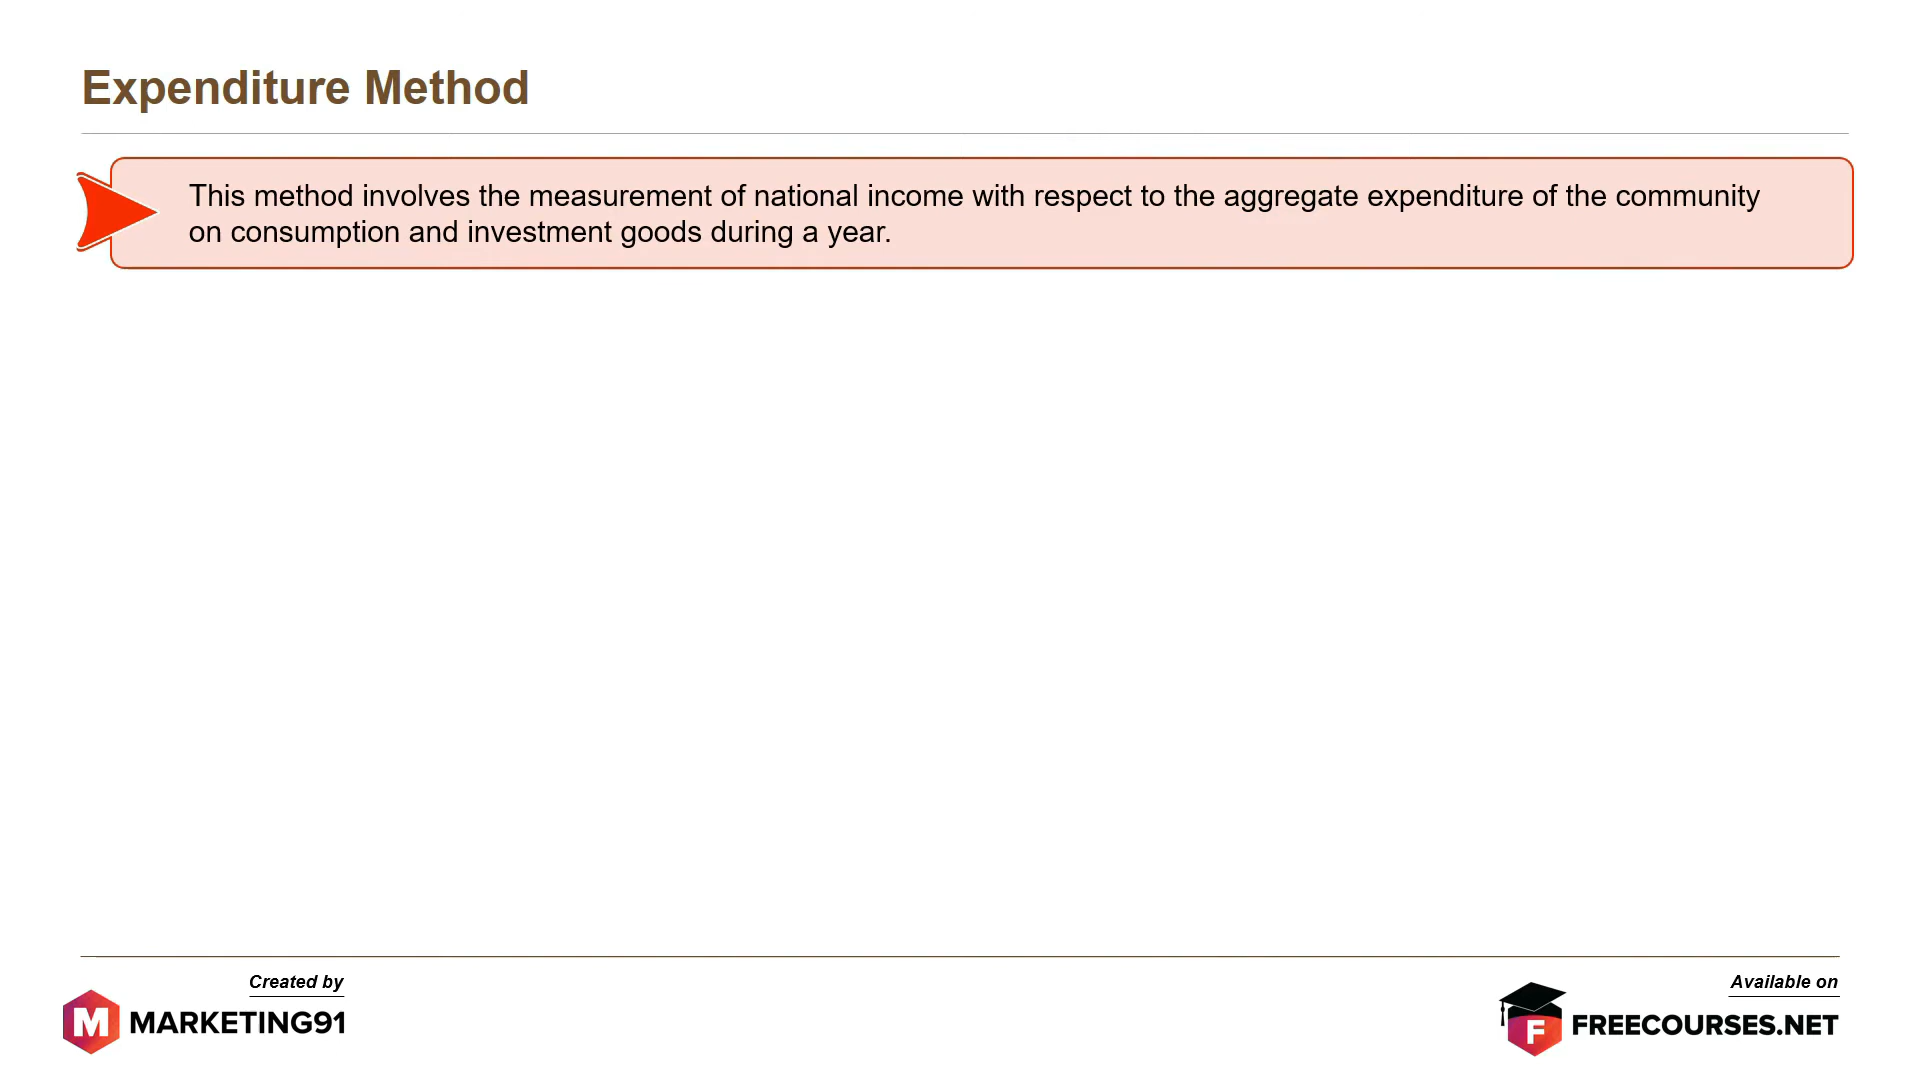 Expenditure Method
This method involves the measurement of national income with respect to the aggregate expenditure of the community
on consumption and investment goods during a year.
Created by
M MARKETING91
Available on
F FREECOURSES.NET